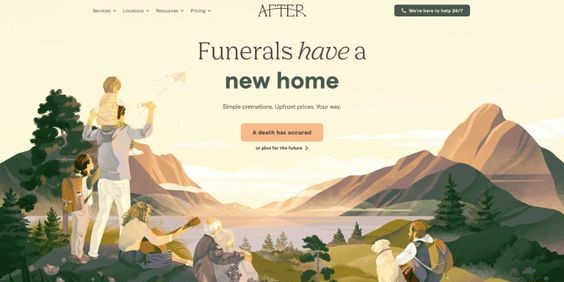 Services
Locations
Resources
Pricing
AFTER.
We're here to help 24/7
Funerals have a
new home
Simple cremations. Upfront prices. Your way.
A death has occured
or plan for the future